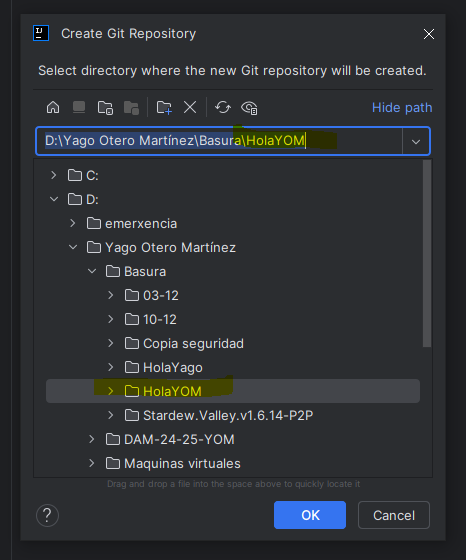 IJ
Create Git Repository
Select directory where the new Git repository will be created.
Hide path
D:\Yago Otero Martínez\Basura\HolaYOM
C:
D:
emerxencia
Yago Otero Martínez
Basura
03-12
10-12
Copia seguridad
HolaYago
HolaYOM
Stardew.Valley.v1.6.14-P2P
DAM-24-25-YOM
Maquinas virtuales
Drag and drop a file into the space above to quickly locate it
?
OK
Cancel